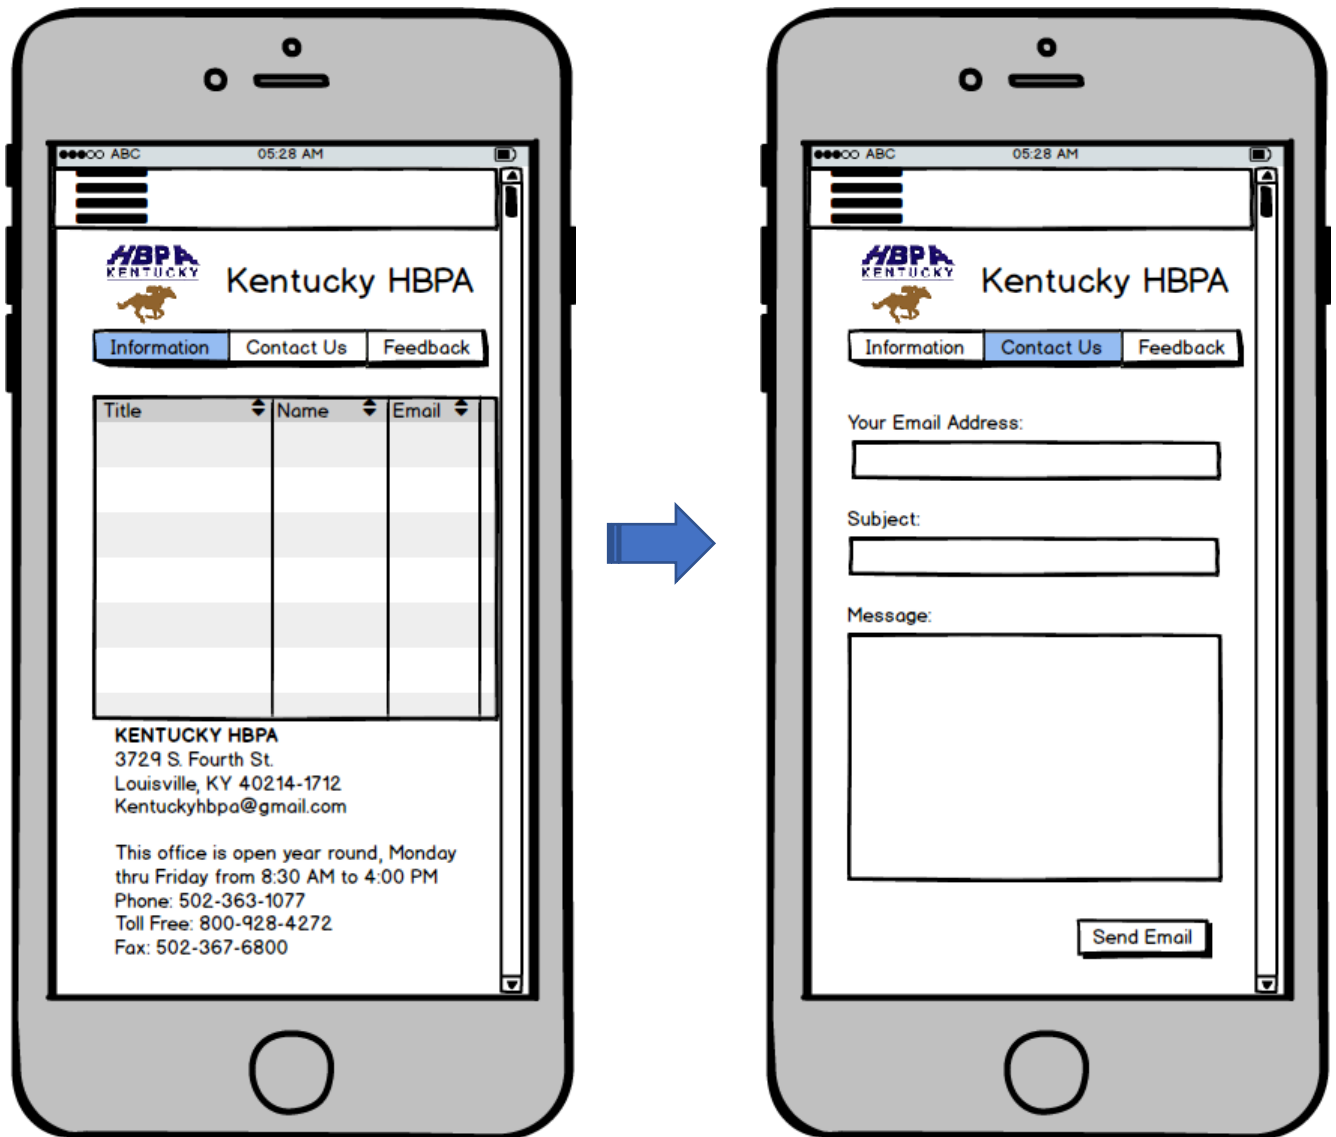 ABC 05:28 AM
HBPA
KENTUCKY
Kentucky HBPA
Information Contact Us Feedback
Title Name Email
KENTUCKY HBPA
3729 S. Fourth St.
Louisville, KY 40214-1712
Kentuckyhbpa@gmail.com
This office is open year round, Monday
thru Friday from 8:30 AM to 4:00 PM
Phone: 502-363-1077
Toll Free: 800-928-4272
Fax: 502-367-6800
ABC 05:28 AM
HBPA
KENTUCKY
Kentucky HBPA
Information Contact Us Feedback
Your Email Address:
Subject:
Message:
Send Email